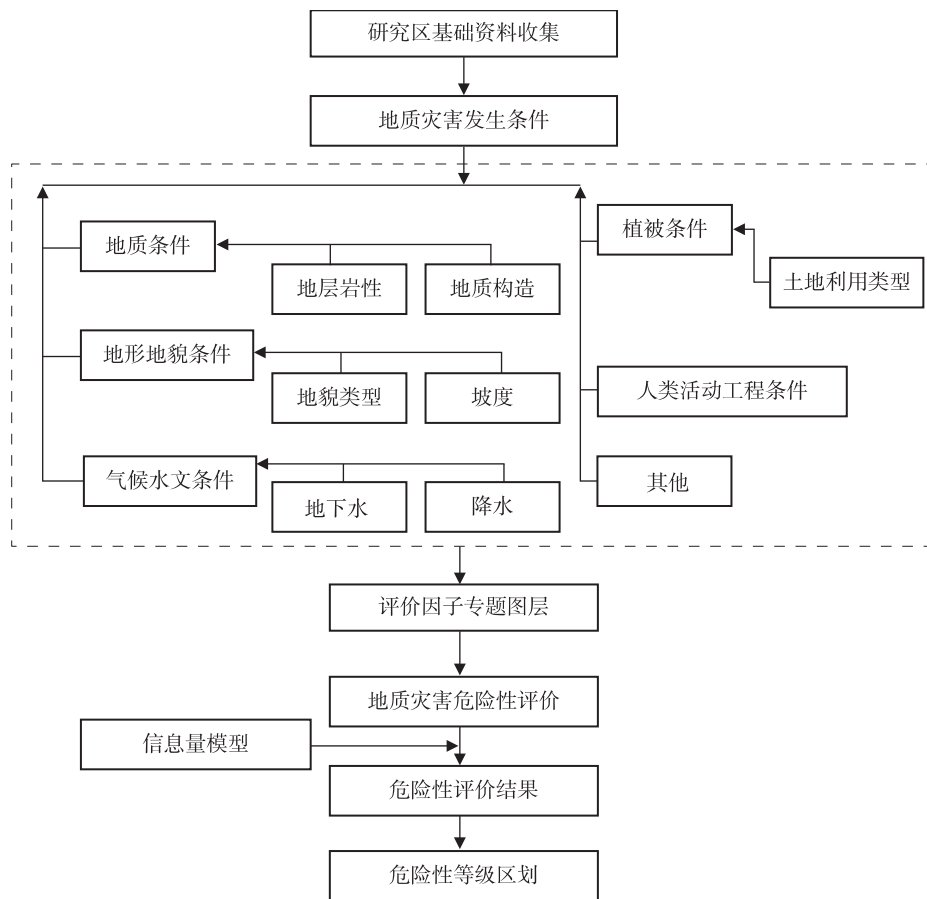 研究区基础资料收集
地质灾害发生条件
地质条件
地层岩性
地质构造
地形地貌条件
地貌类型
坡度
气候水文条件
地下水
降水
植被条件
土地利用类型
人类活动工程条件
其他
评价因子专题图层
地质灾害危险性评价
信息量模型
危险性评价结果
危险性等级区划